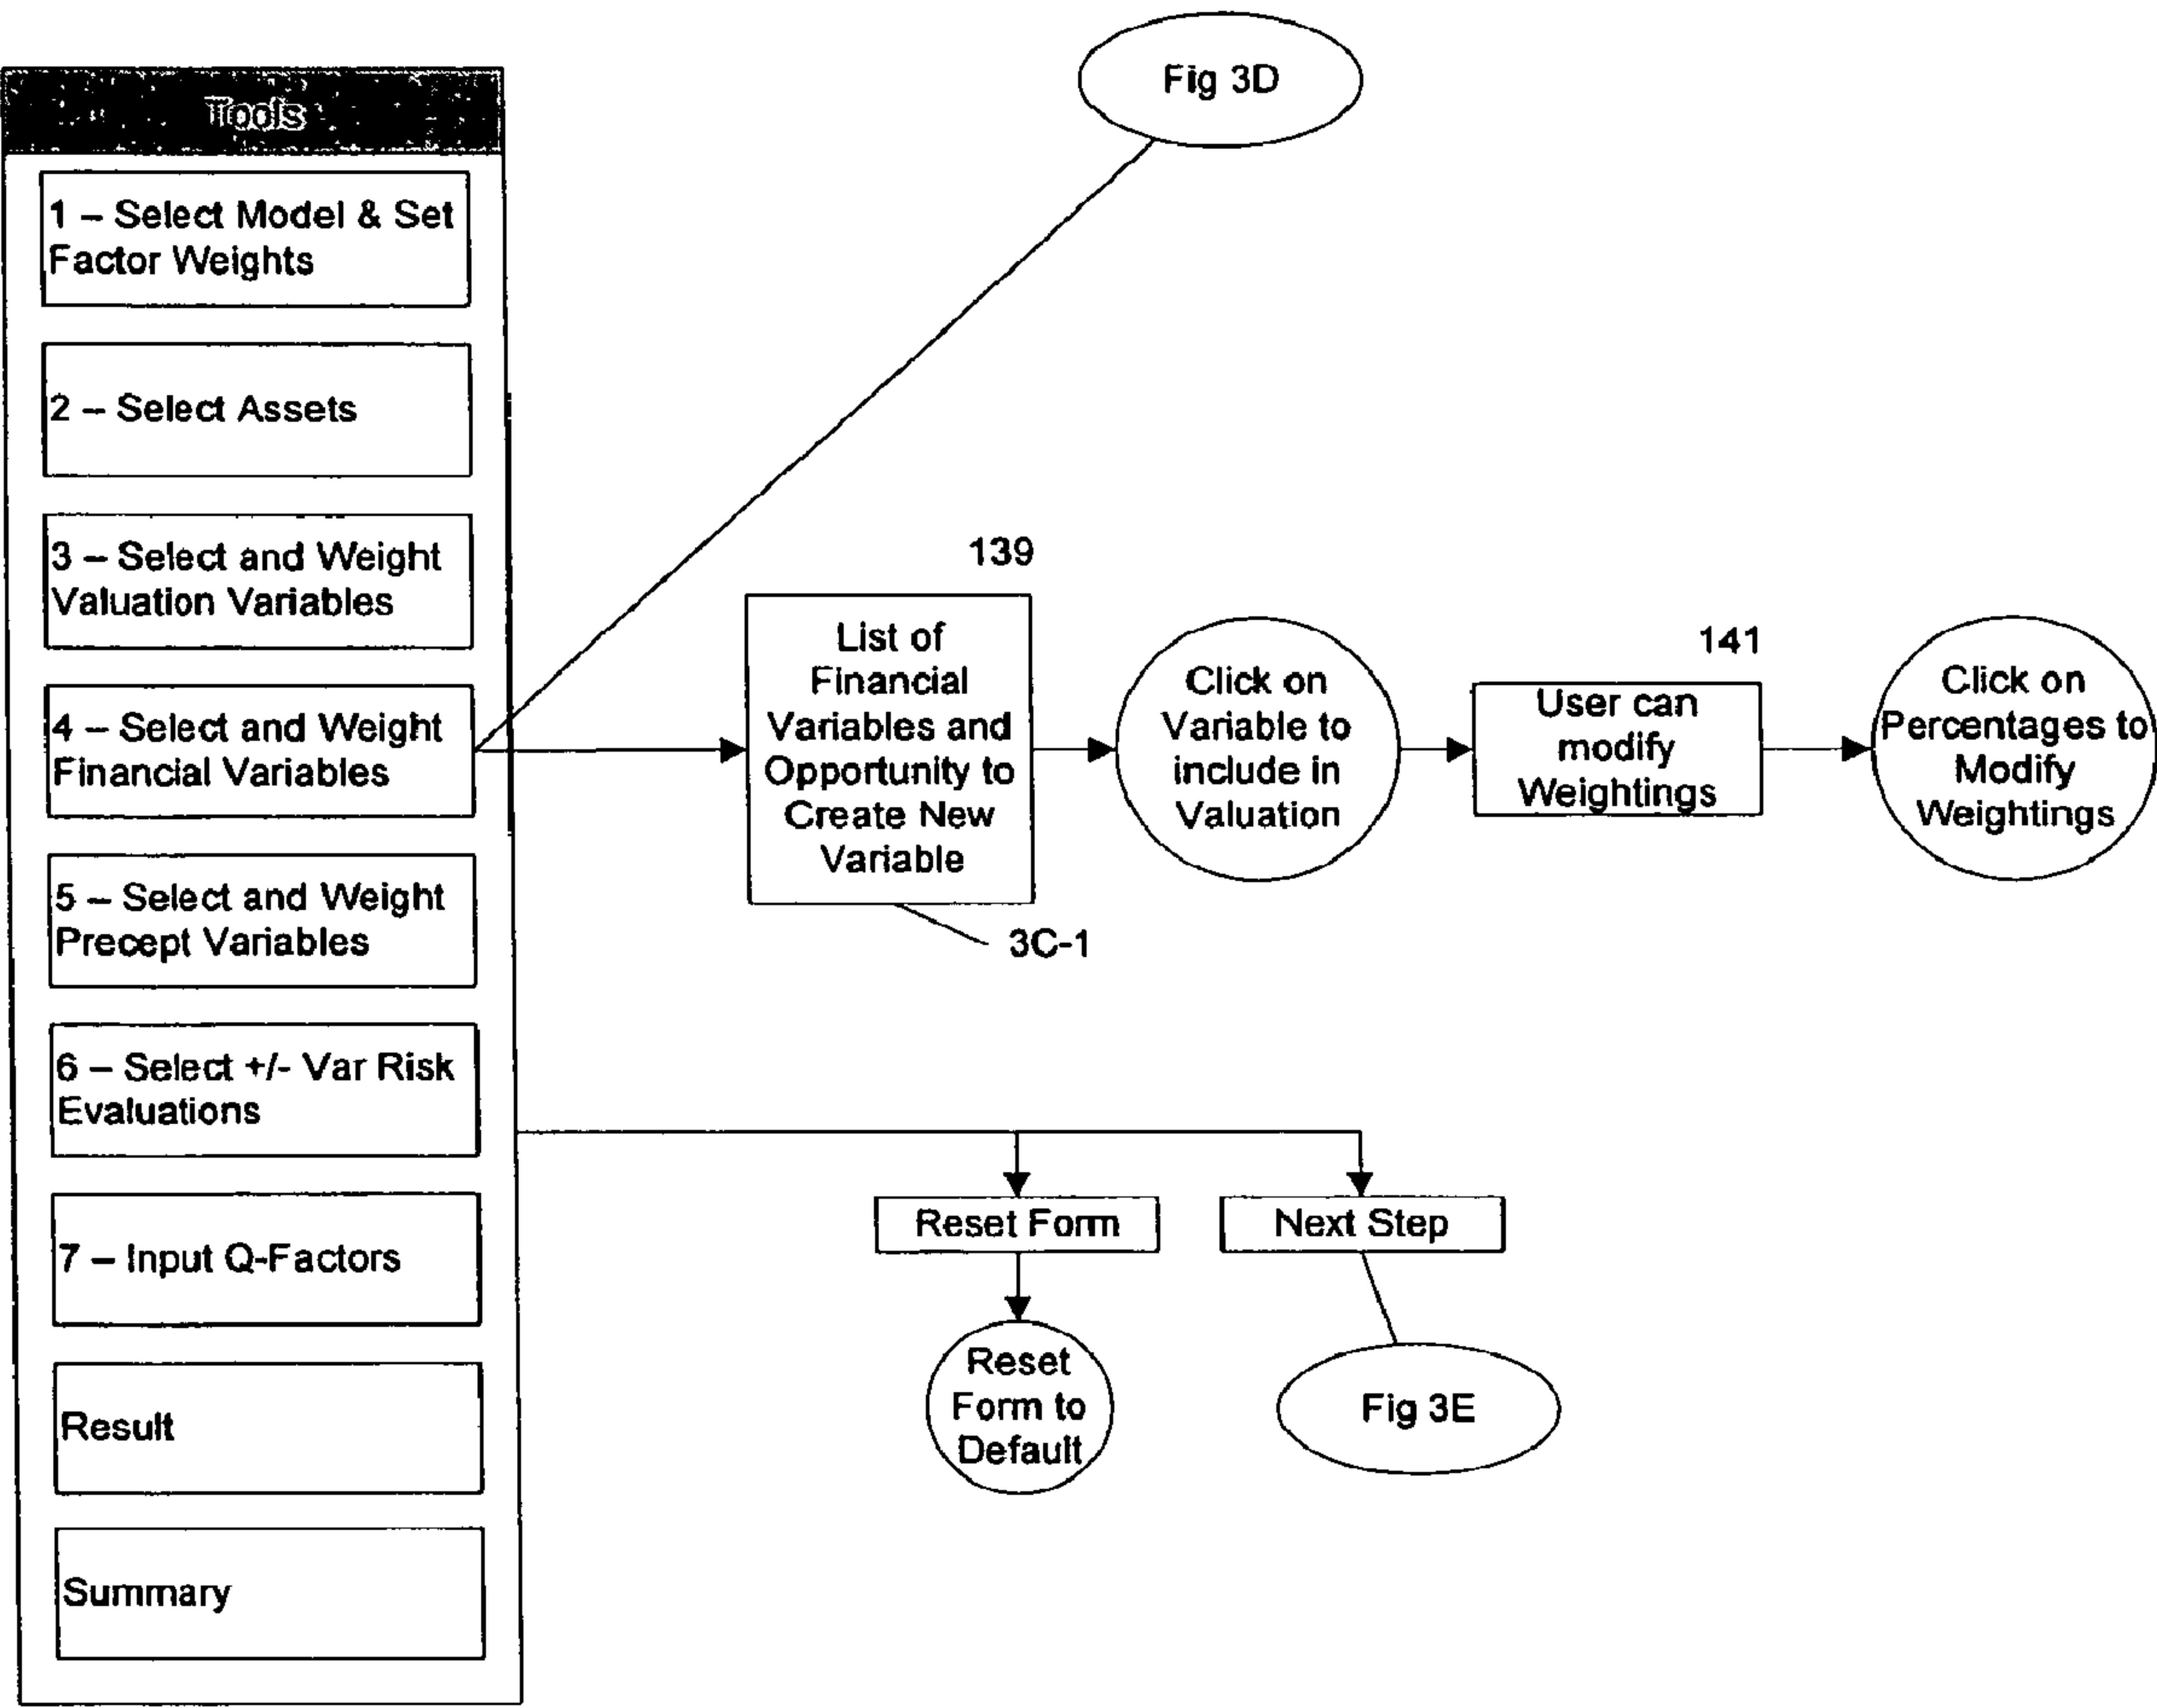 Fig 3D
Tools
1 – Select Model & Set
Factor Weights
2 – Select Assets
3 – Select and Weight
Valuation Variables
4 – Select and Weight
Financial Variables
5 – Select and Weight
Precept Variables
6 – Select +/- Var Risk
Evaluations
7 – Input Q-Factors
Result
Summary
139
List of
Financial
Variables and
Opportunity to
Create New
Variable
3C-1
Click on
Variable to
include in
Valuation
141
User can
modify
Weightings
Click on
Percentages to
Modify
Weightings
Reset Form
Next Step
Reset
Form to
Default
Fig 3E